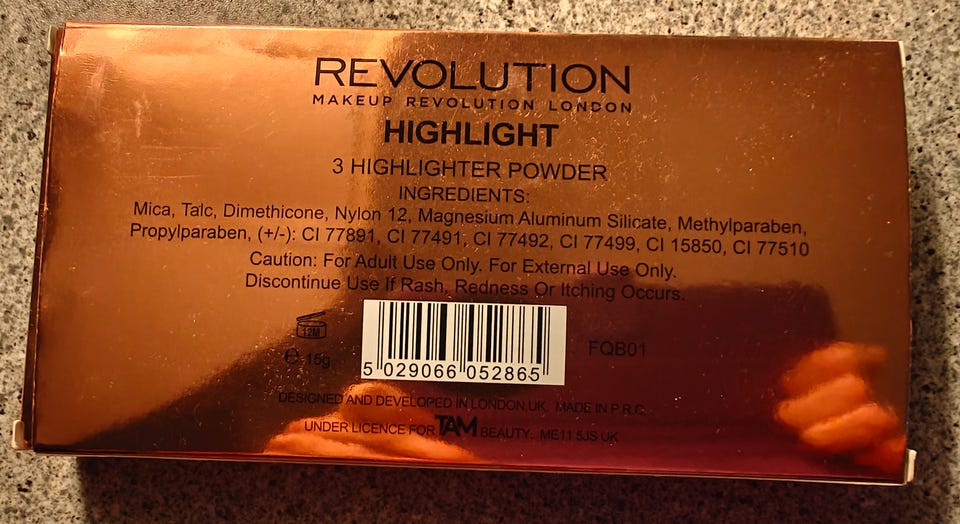 REVOLUTION
MAKEUP REVOLUTION LONDON
HIGHLIGHT
3 HIGHLIGHTER POWDER
INGREDIENTS:
Mica, Talc, Dimethicone, Nylon 12, Magnesium Aluminum Silicate, Methylparaben,
Propylparaben, (+/-): CI 77891, CI 77491, CI 77492, CI 77499, CI 15850, CI 77510
Caution: For Adult Use Only. For External Use Only.
Discontinue Use If Rash, Redness Or Itching Occurs.
12M
℮ 15g
5 029066 052865
FQB01
DESIGNED AND DEVELOPED IN LONDON.UK. MADE IN P.R.C.
UNDER LICENCE FOR TAM BEAUTY. ME11 5JS UK